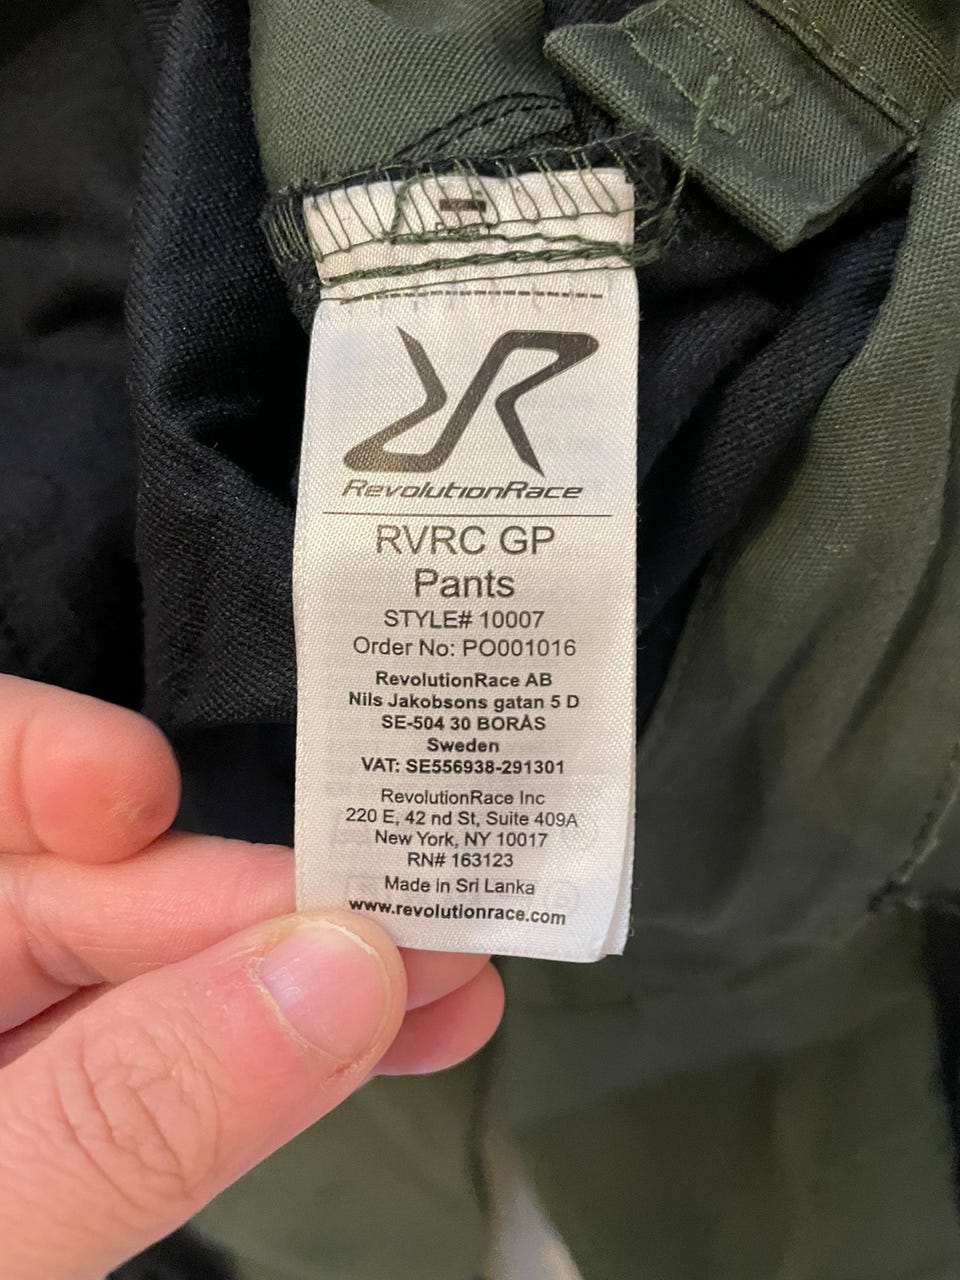 RevolutionRace
RVRC GP
Pants
STYLE# 10007
Order No: PO001016
RevolutionRace AB
Nils Jakobsons gatan 5 D
SE-504 30 BORÅS
Sweden
VAT: SE556938-291301
RevolutionRace Inc
220 E, 42 nd St, Suite 409A
New York, NY 10017
RN# 163123
Made in Sri Lanka
www.revolutionrace.com